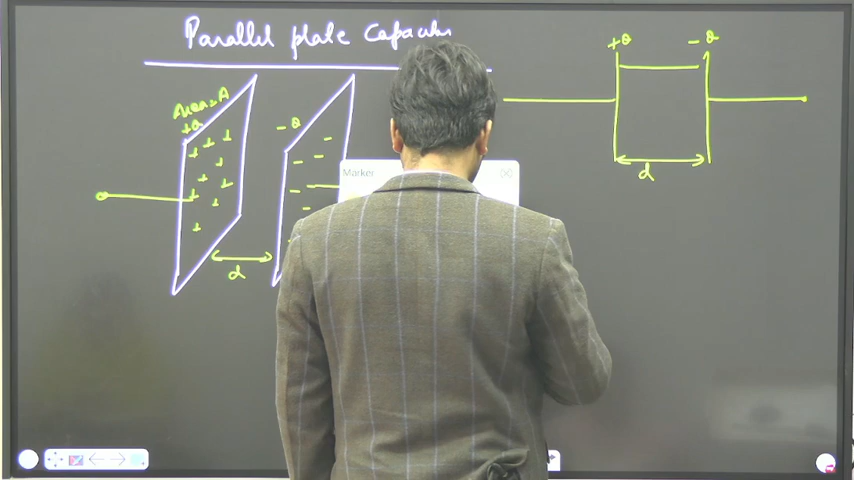 Parallel plate Capacitor
Area = A
+Q
- Q
d
Marker
+Q
- Q
d